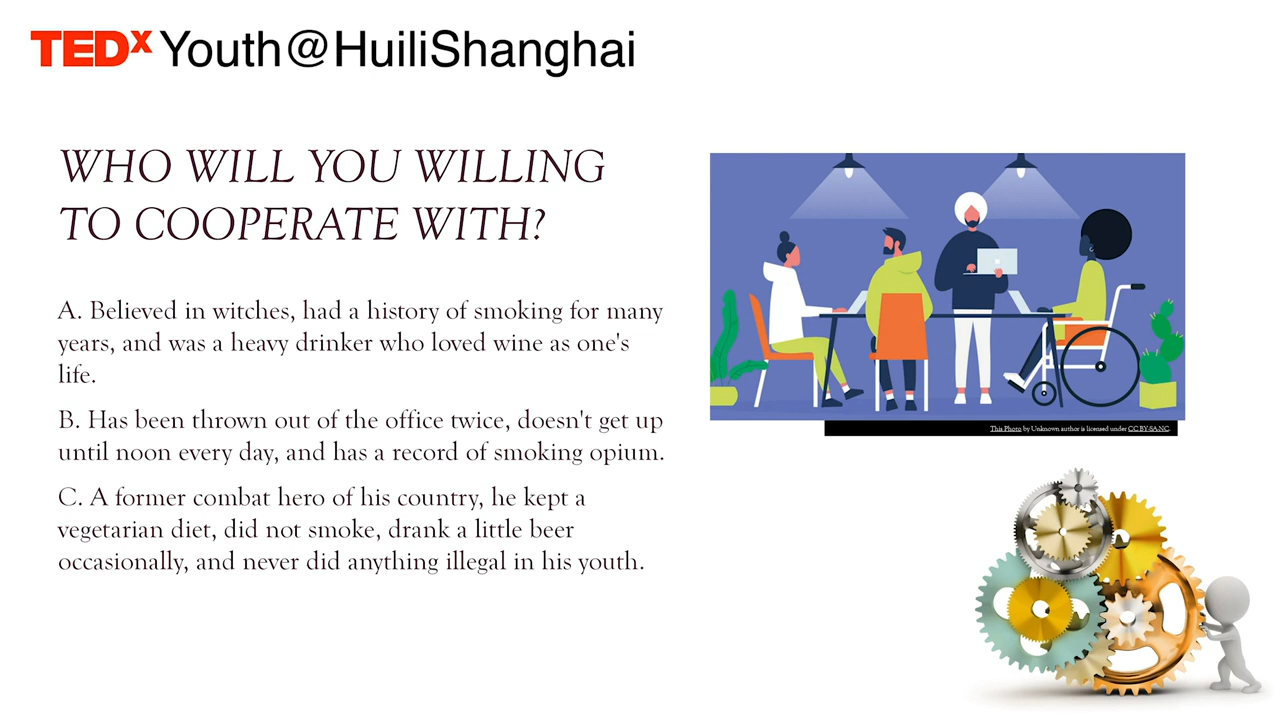 TEDx Youth@HuiliShanghai
WHO WILL YOU WILLING
TO COOPERATE WITH?
A. Believed in witches, had a history of smoking for many
years, and was a heavy drinker who loved wine as one's
life.
B. Has been thrown out of the office twice, doesn't get up
until noon every day, and has a record of smoking opium.
C. A former combat hero of his country, he kept a
vegetarian diet, did not smoke, drank a little beer
occasionally, and never did anything illegal in his youth.
This Photo by Unknown author is licensed under CC BY-SA-NC.